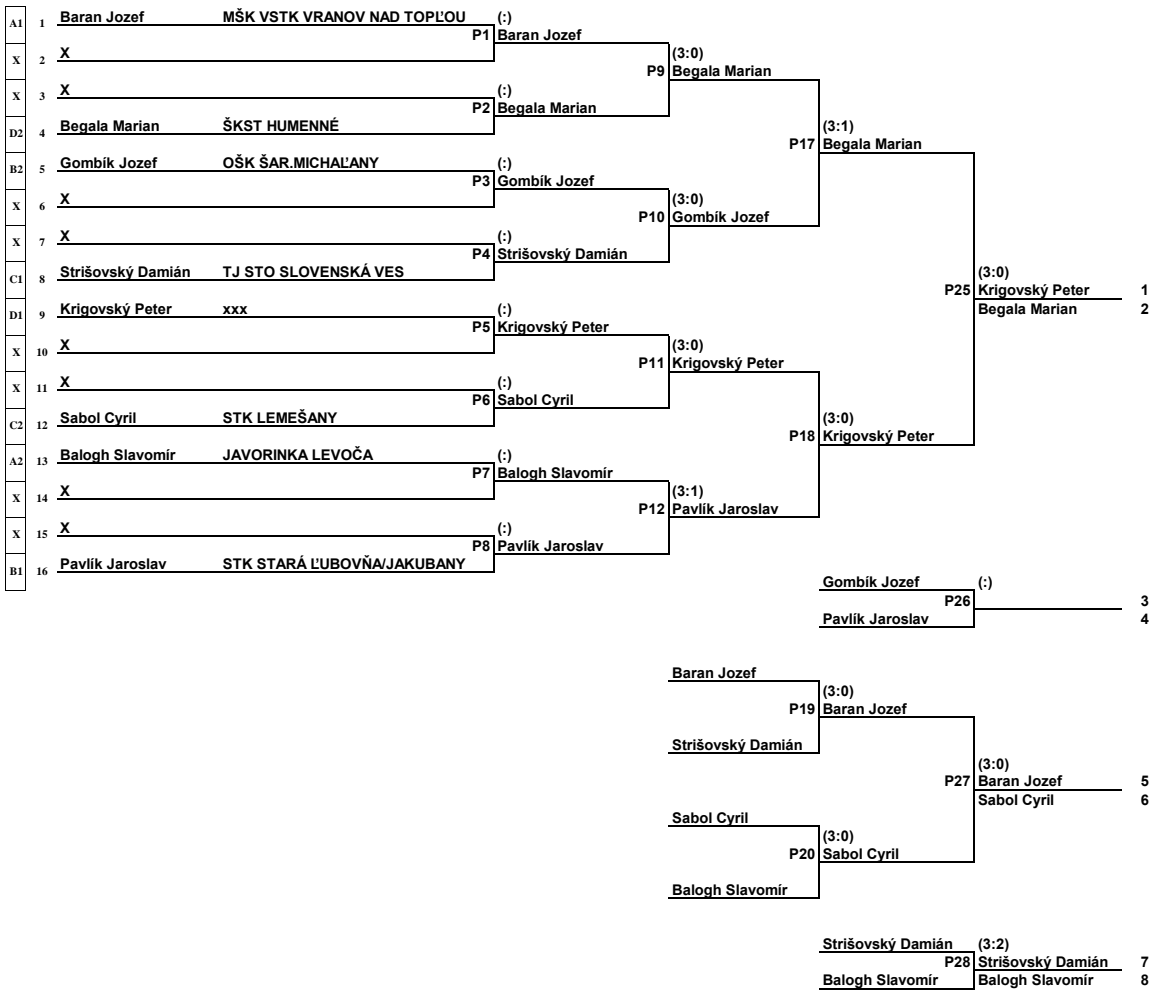 A1 1 Baran Jozef MŠK VSTK VRANOV NAD TOPĽOU (:)
P1 Baran Jozef
X 2 X (3:0)
P9 Begala Marian
X 3 X (:)
P2 Begala Marian
D2 4 Begala Marian ŠKST HUMENNÉ (3:1)
P17 Begala Marian
B2 5 Gombík Jozef OŠK ŠAR.MICHAĽANY (:)
P3 Gombík Jozef
X 6 X (3:0)
P10 Gombík Jozef
X 7 X (:)
P4 Strišovský Damián
C1 8 Strišovský Damián TJ STO SLOVENSKÁ VES (3:0)
P25 Krigovský Peter 1
D1 9 Krigovský Peter xxx (:) Begala Marian 2
P5 Krigovský Peter
X 10 X (3:0)
P11 Krigovský Peter
X 11 X (:)
P6 Sabol Cyril
C2 12 Sabol Cyril STK LEMEŠANY (3:0)
P18 Krigovský Peter
A2 13 Balogh Slavomír JAVORINKA LEVOČA (:)
P7 Balogh Slavomír
X 14 X (3:1)
P12 Pavlík Jaroslav
X 15 X (:)
P8 Pavlík Jaroslav
B1 16 Pavlík Jaroslav STK STARÁ ĽUBOVŇA/JAKUBANY
Gombík Jozef (:)
P26 3
Pavlík Jaroslav 4
Baran Jozef
(3:0)
P19 Baran Jozef
Strišovský Damián
(3:0)
P27 Baran Jozef 5
Sabol Cyril 6
Sabol Cyril
(3:0)
P20 Sabol Cyril
Balogh Slavomír
Strišovský Damián (3:2)
P28 Strišovský Damián 7
Balogh Slavomír Balogh Slavomír 8